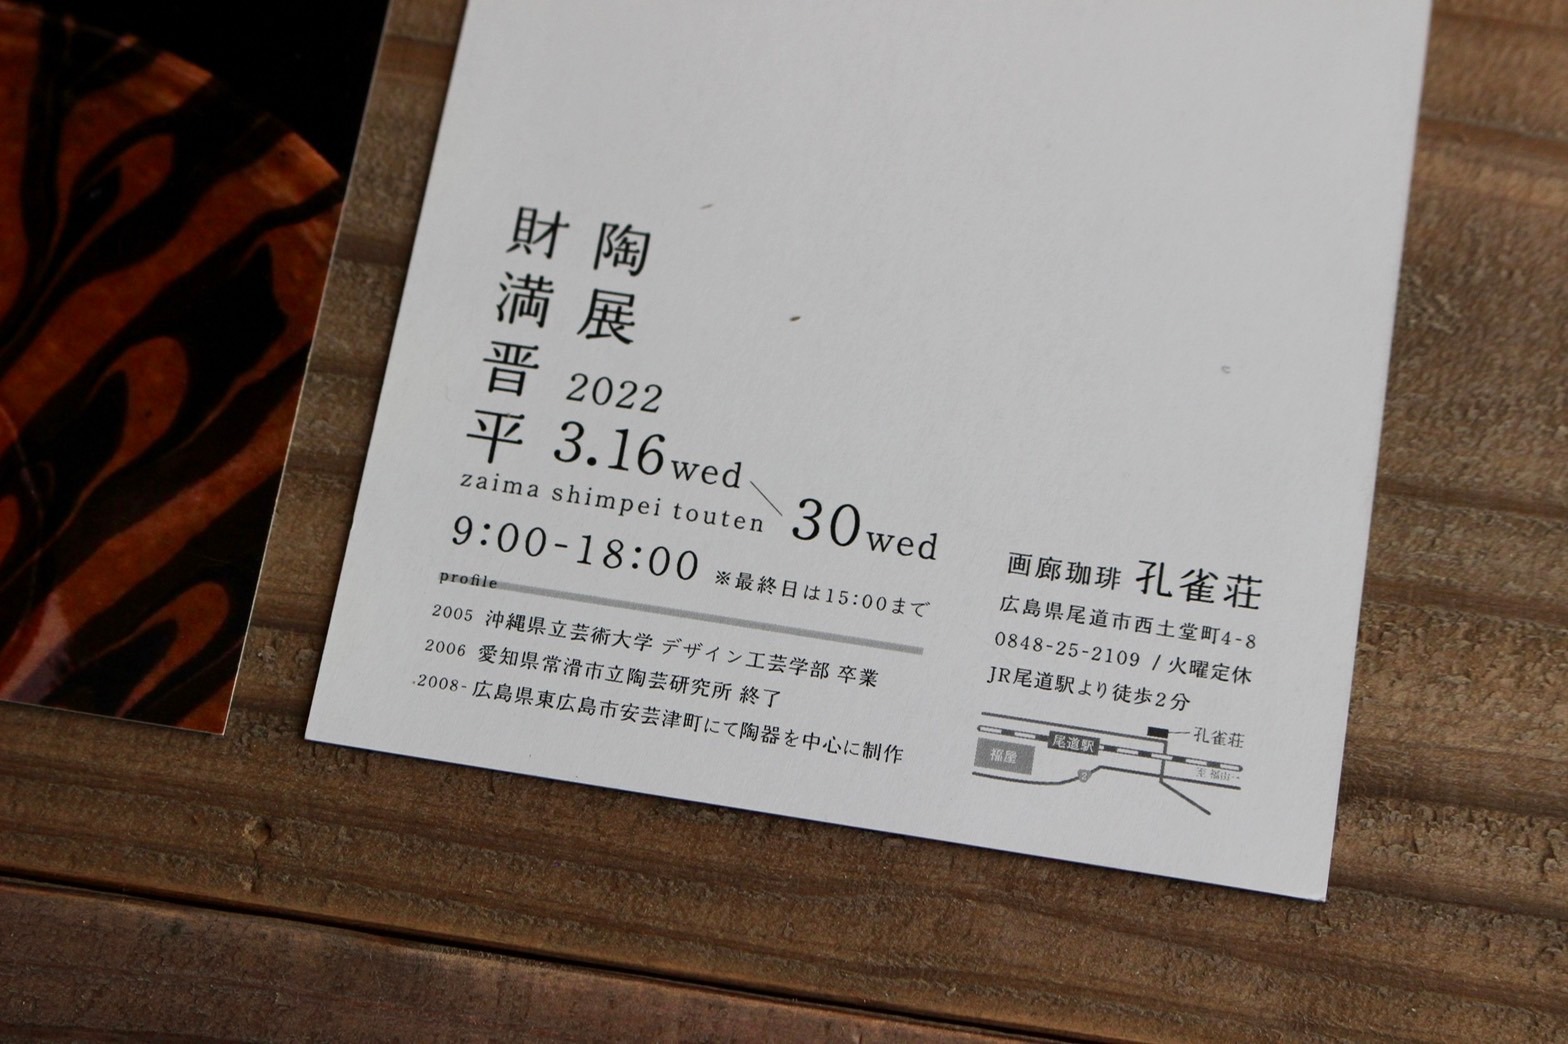 財満晋平
陶展
2022
3.16wed\30wed
zaima shimpei touten
9:00-18:00 ※最終日は15:00まで
profile
2005 沖縄県立芸術大学 デザイン工芸学部 卒業
2006 愛知県常滑市立陶芸研究所 終了
2008- 広島県東広島市安芸津町にて陶器を中心に制作
画廊珈琲 孔雀荘
広島県尾道市西土堂町4-8
0848-25-2109 / 火曜定休
JR尾道駅より徒歩2分
孔雀荘
尾道駅
福屋
至 福山